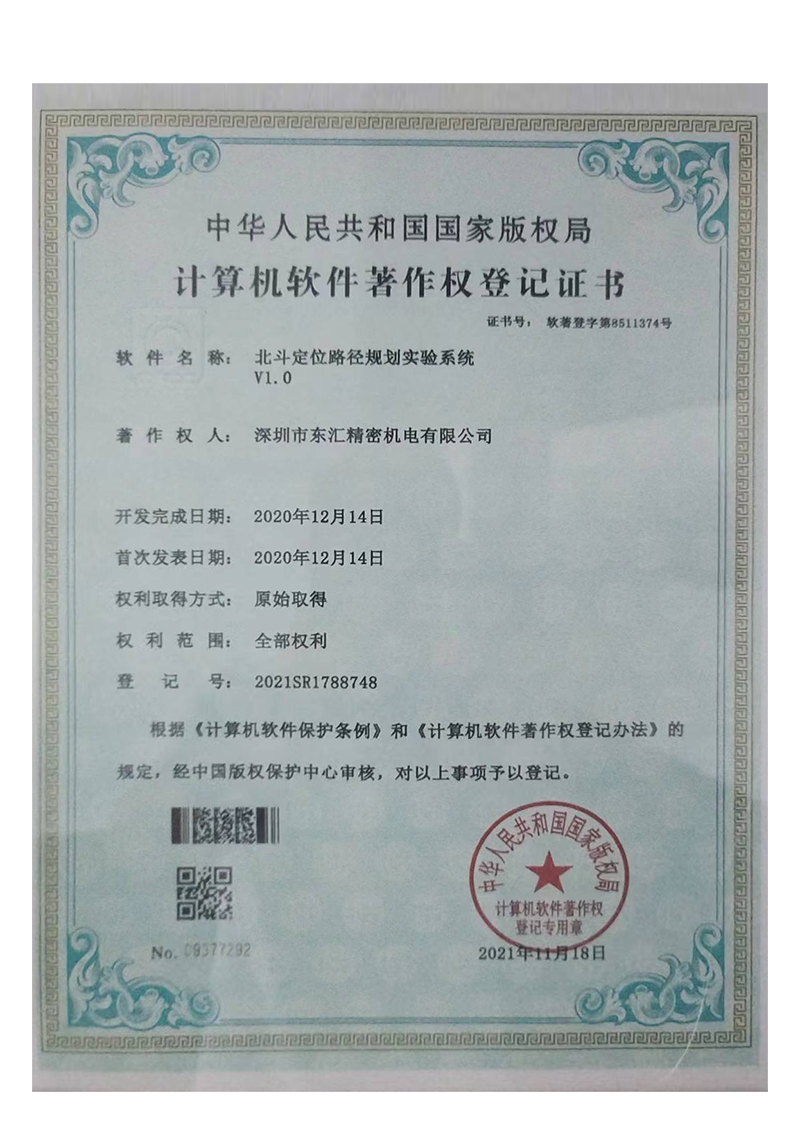 中华人民共和国国家版权局
计算机软件著作权登记证书
证书号： 软著登字第8511374号
软件名称： 北斗定位路径规划实验系统
V1.0
著作权人： 深圳市东汇精密机电有限公司
开发完成日期： 2020年12月14日
首次发表日期： 2020年12月14日
权利取得方式： 原始取得
权利范围： 全部权利
登记号： 2021SR1788748
根据《计算机软件保护条例》和《计算机软件著作权登记办法》的
规定，经中国版权保护中心审核，对以上事项予以登记。
中华人民共和国国家版权局
计算机软件著作权
登记专用章
No. 09377292
2021年11月18日